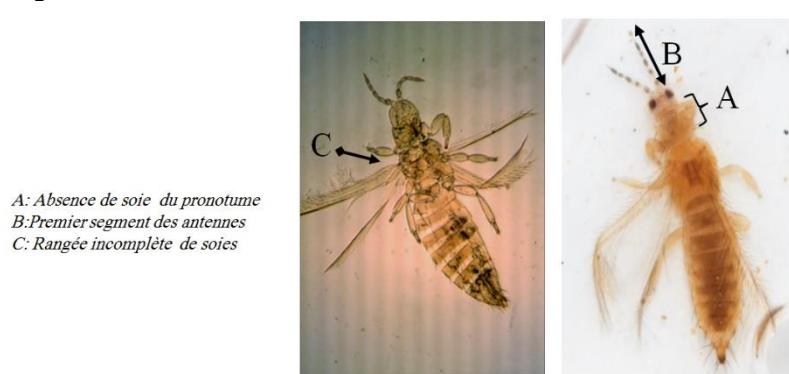 A: Absence de soie du pronotume
B:Premier segment des antennes
C: Rangée incomplète de soies
C
B
A